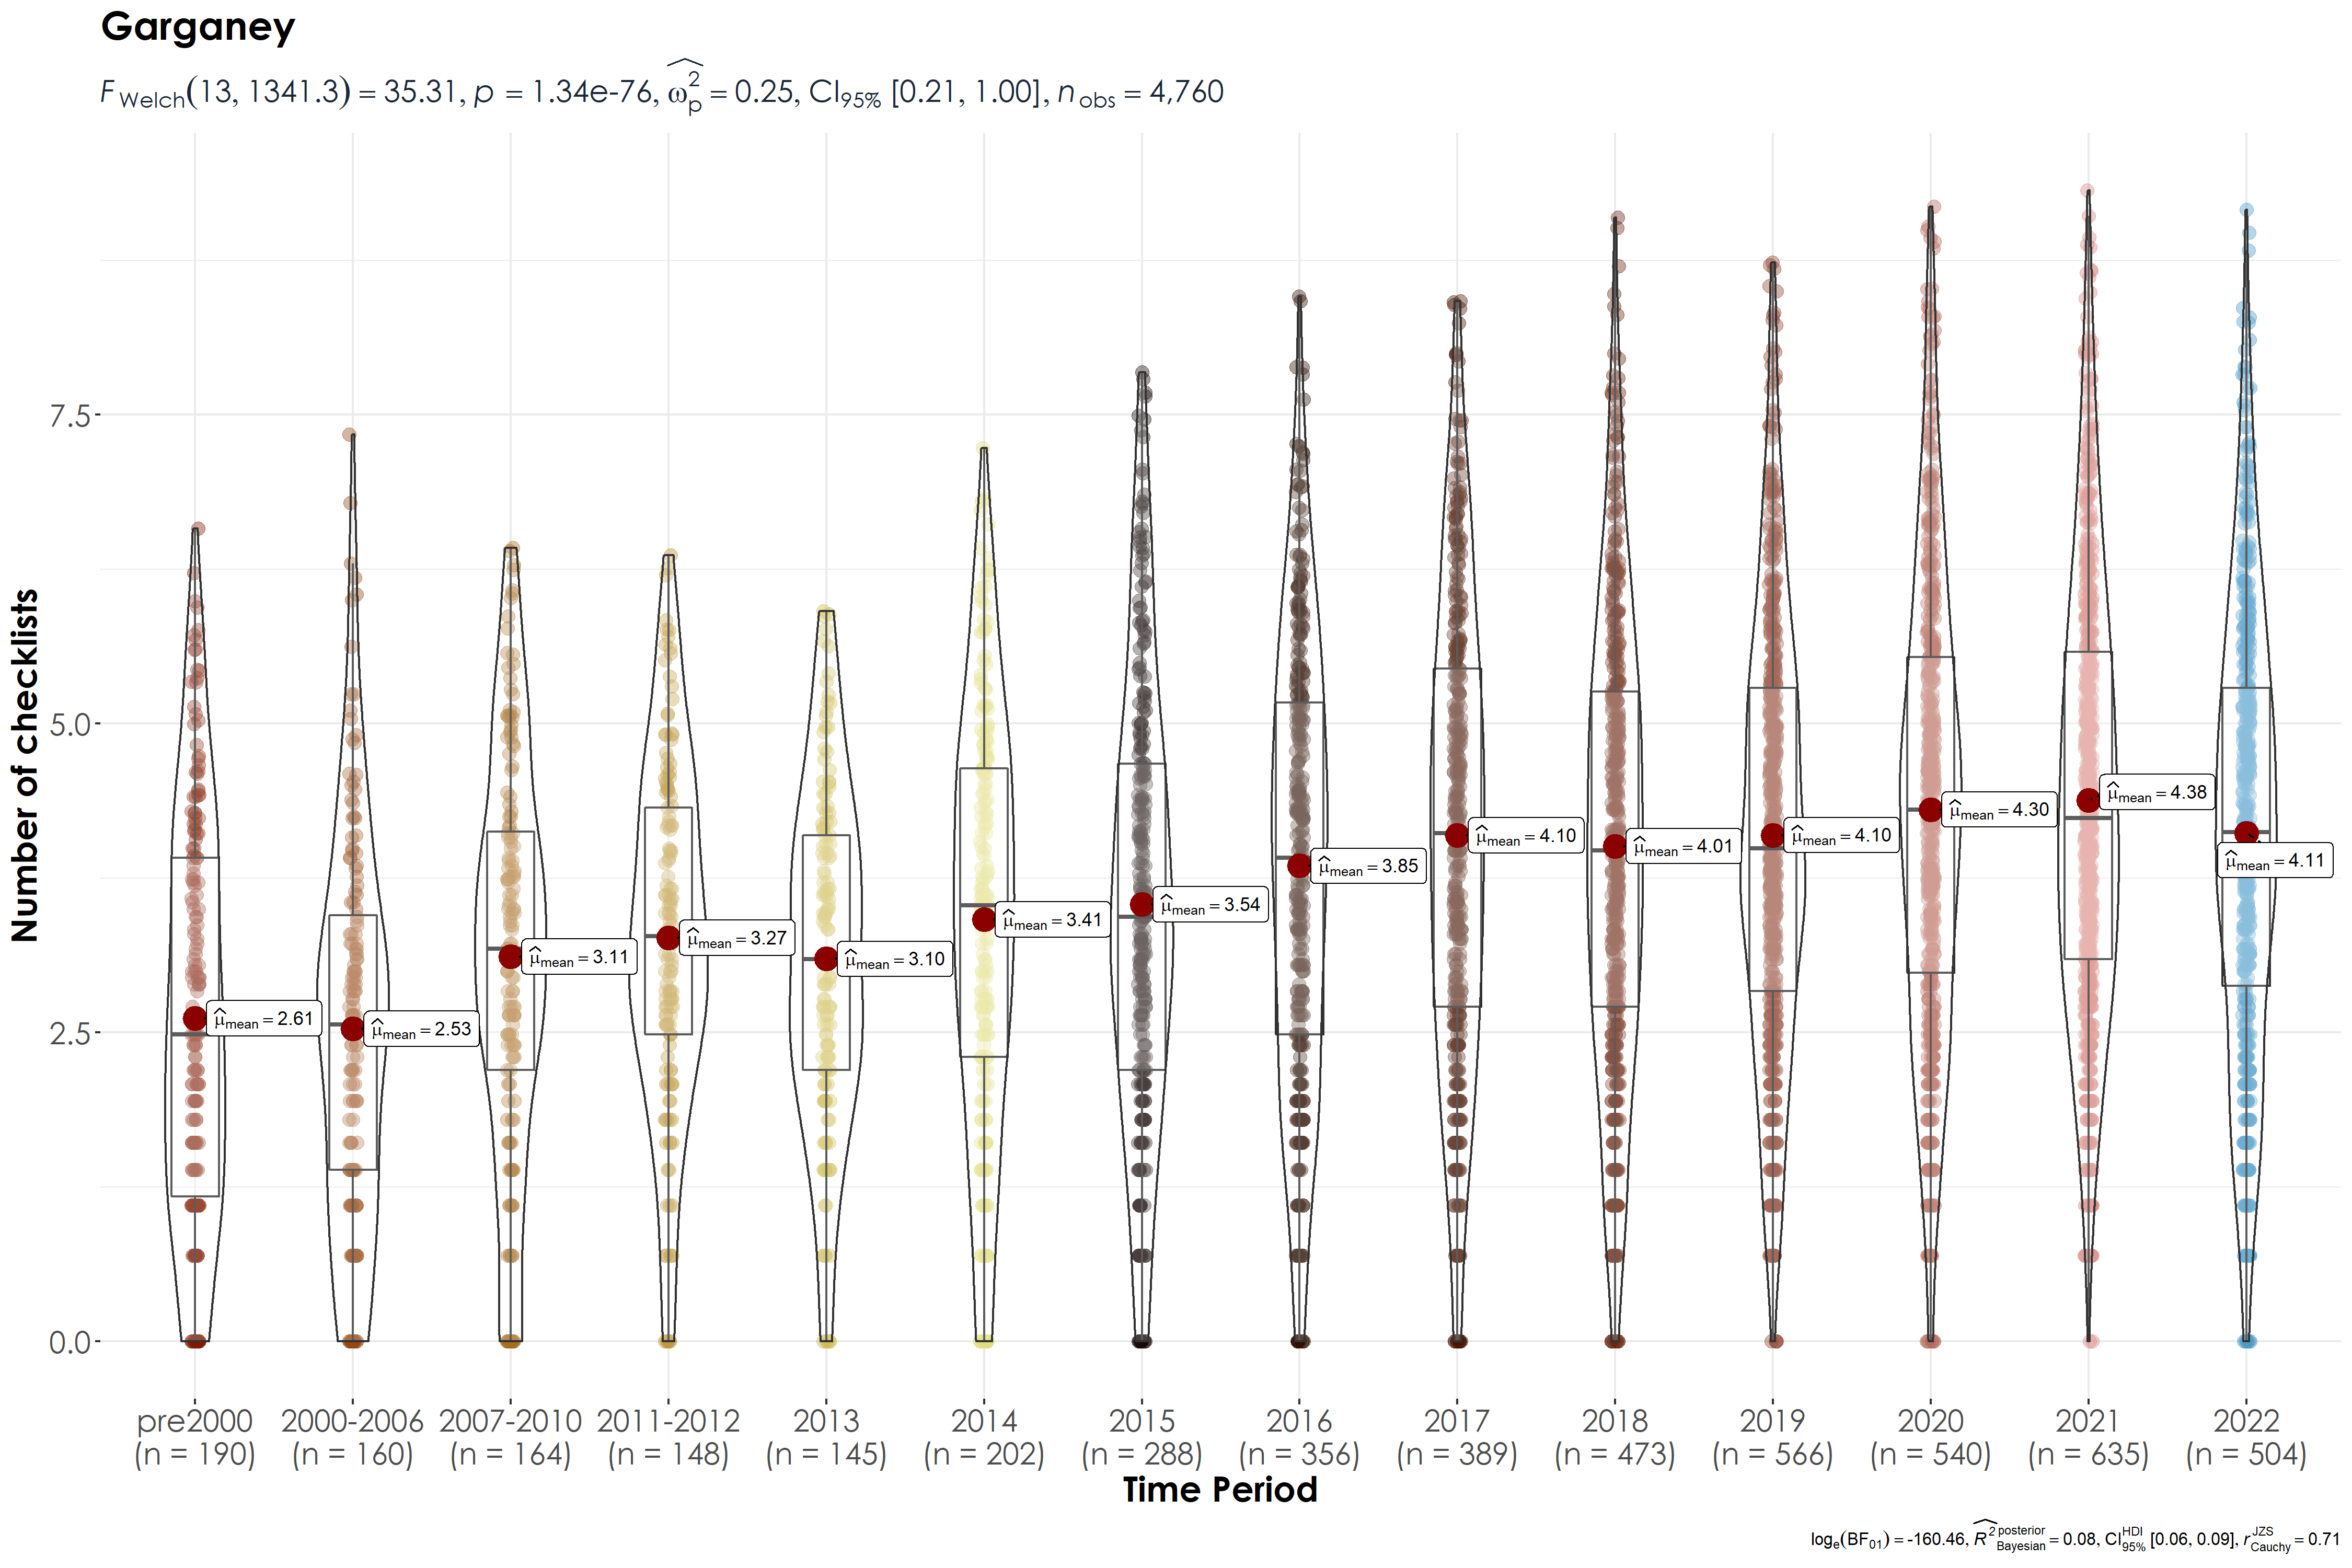 Garganey
F Welch(13, 1341.3) = 35.31, p = 1.34e-76, ω̂²p = 0.25, CI95% [0.21, 1.00], n obs = 4,760
Number of checklists
7.5
5.0
2.5
0.0
μ̂mean = 2.61
μ̂mean = 2.53
μ̂mean = 3.11
μ̂mean = 3.27
μ̂mean = 3.10
μ̂mean = 3.41
μ̂mean = 3.54
μ̂mean = 3.85
μ̂mean = 4.10
μ̂mean = 4.01
μ̂mean = 4.10
μ̂mean = 4.30
μ̂mean = 4.38
μ̂mean = 4.11
pre2000 2000-2006 2007-2010 2011-2012 2013 2014 2015 2016 2017 2018 2019 2020 2021 2022
(n = 190) (n = 160) (n = 164) (n = 148) (n = 145) (n = 202) (n = 288) (n = 356) (n = 389) (n = 473) (n = 566) (n = 540) (n = 635) (n = 504)
Time Period
loge(BF01) = -160.46, R̂² posterior Bayesian = 0.08, CI HDI 95% [0.06, 0.09], r JZS Cauchy = 0.71